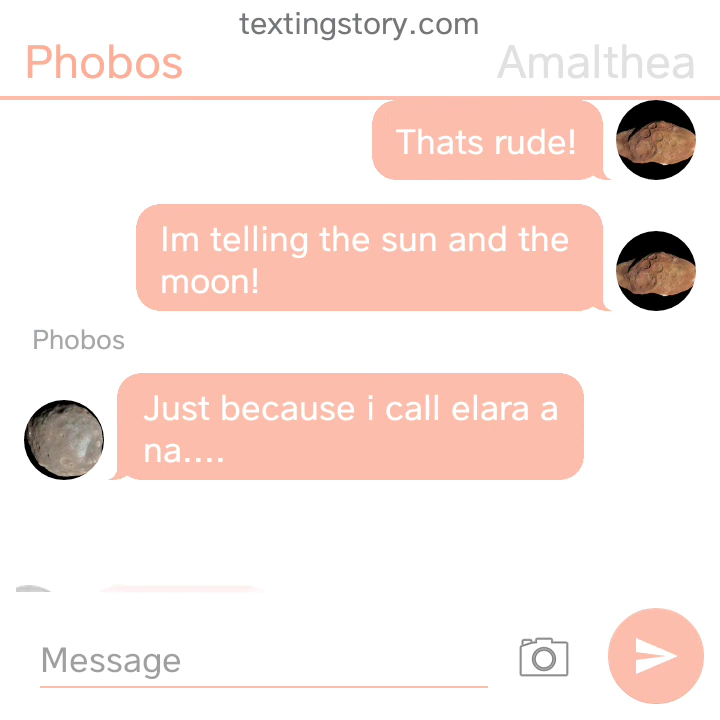 textingstory.com
Phobos
Amalthea
Thats rude!
Im telling the sun and the
moon!
Phobos
Just because i call elara a
na....
Message